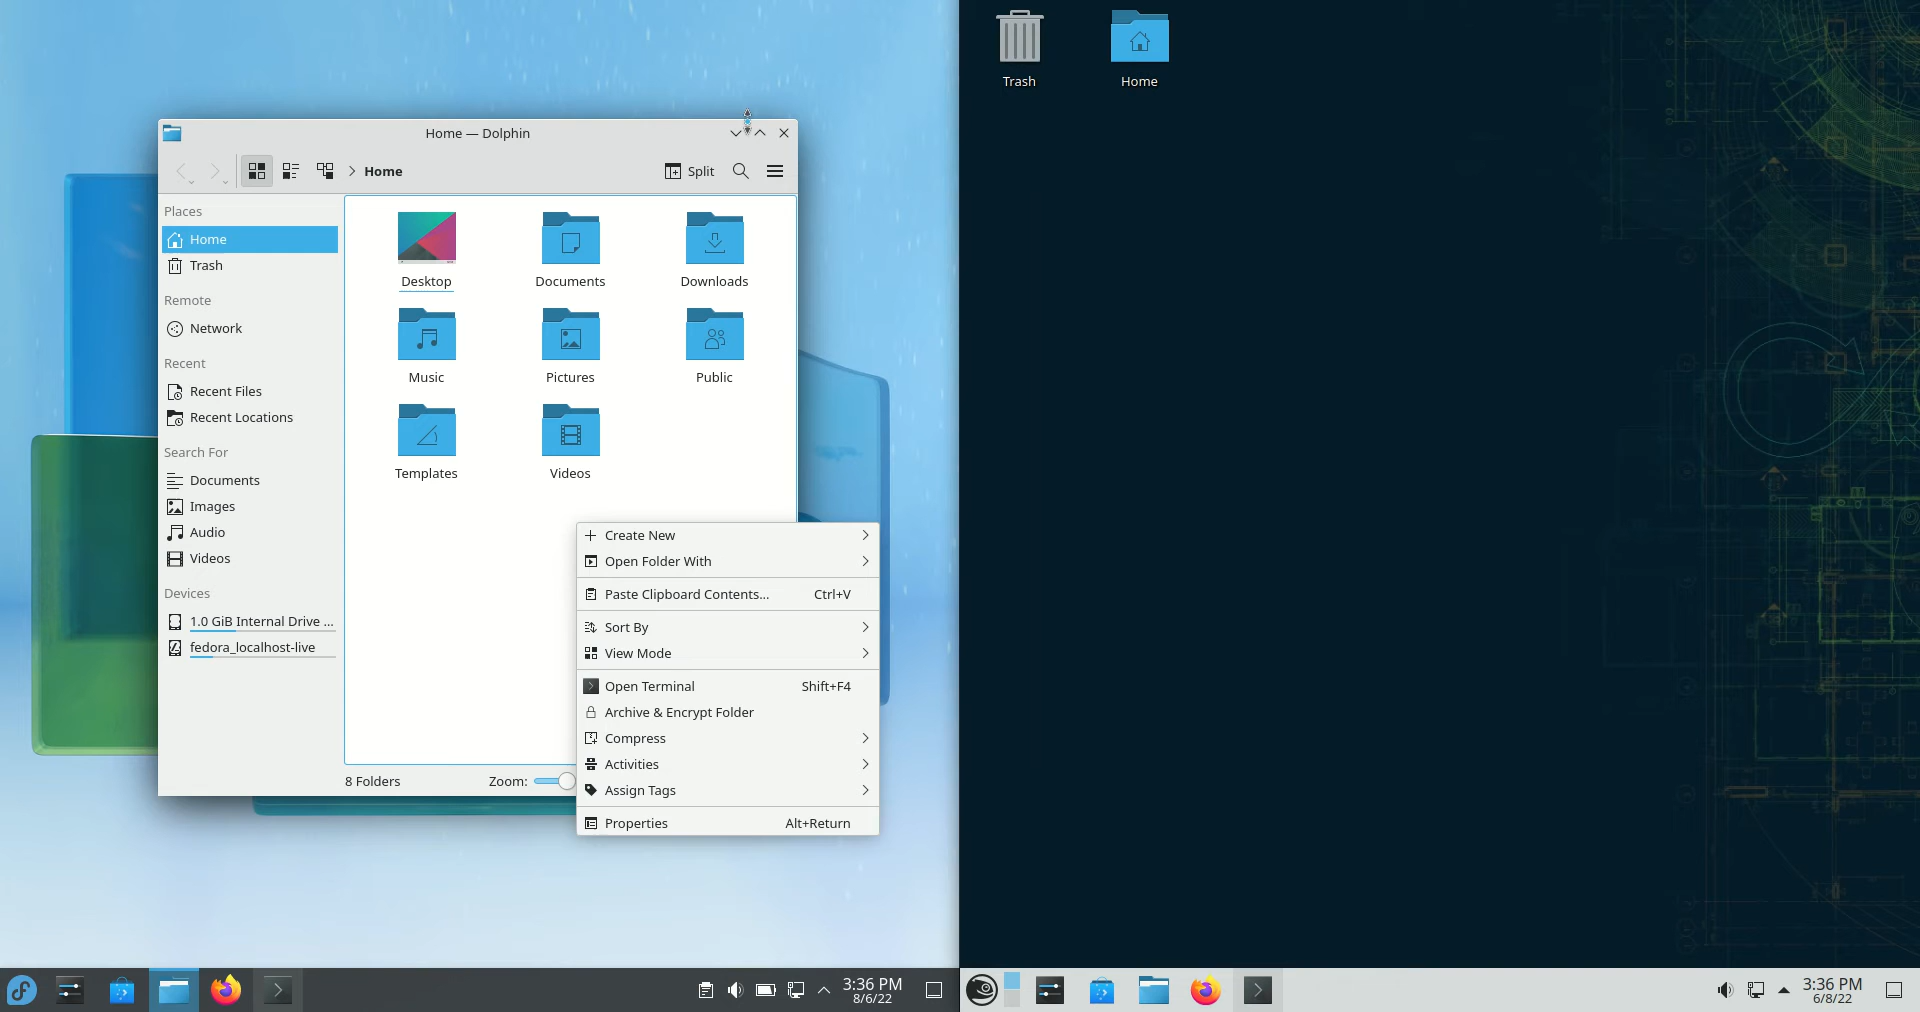 Home — Dolphin
Home
Split
Places
Home
Trash
Remote
Network
Recent
Recent Files
Recent Locations
Search For
Documents
Images
Audio
Videos
Devices
1.0 GiB Internal Drive ...
fedora_localhost-live
Desktop
Documents
Downloads
Music
Pictures
Public
Templates
Videos
8 Folders
Zoom:
Create New
Open Folder With
Paste Clipboard Contents... Ctrl+V
Sort By
View Mode
Open Terminal Shift+F4
Archive & Encrypt Folder
Compress
Activities
Assign Tags
Properties Alt+Return
3:36 PM
8/6/22
Trash
Home
3:36 PM
6/8/22